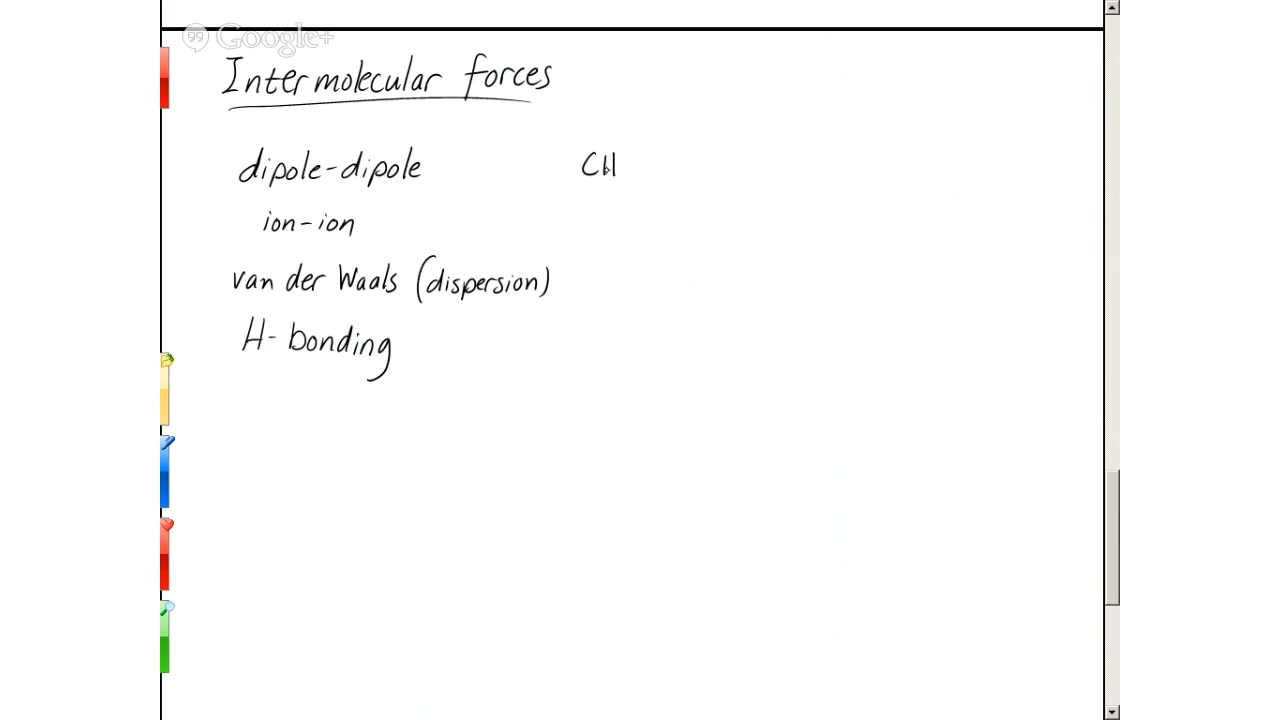 Google+
Intermolecular forces
dipole-dipole
ion-ion
van der Waals (dispersion)
H-bonding